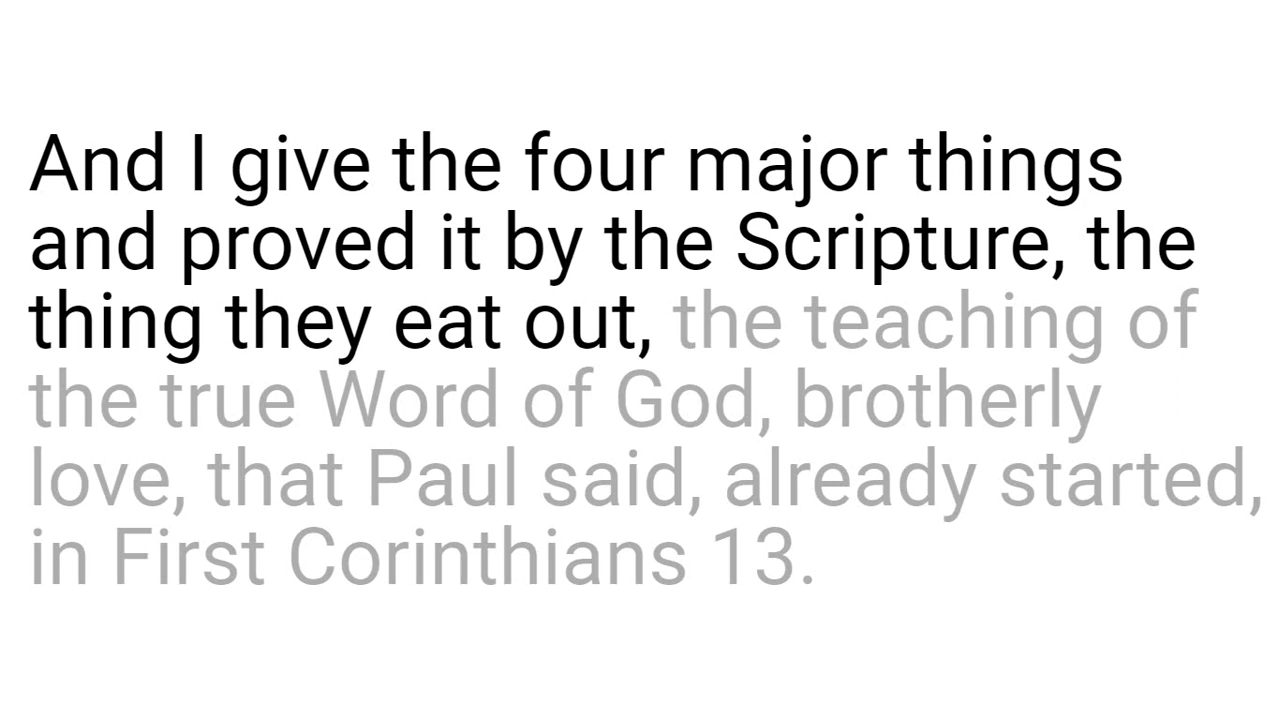 And I give the four major things
and proved it by the Scripture, the
thing they eat out, the teaching of
the true Word of God, brotherly
love, that Paul said, already started,
in First Corinthians 13.